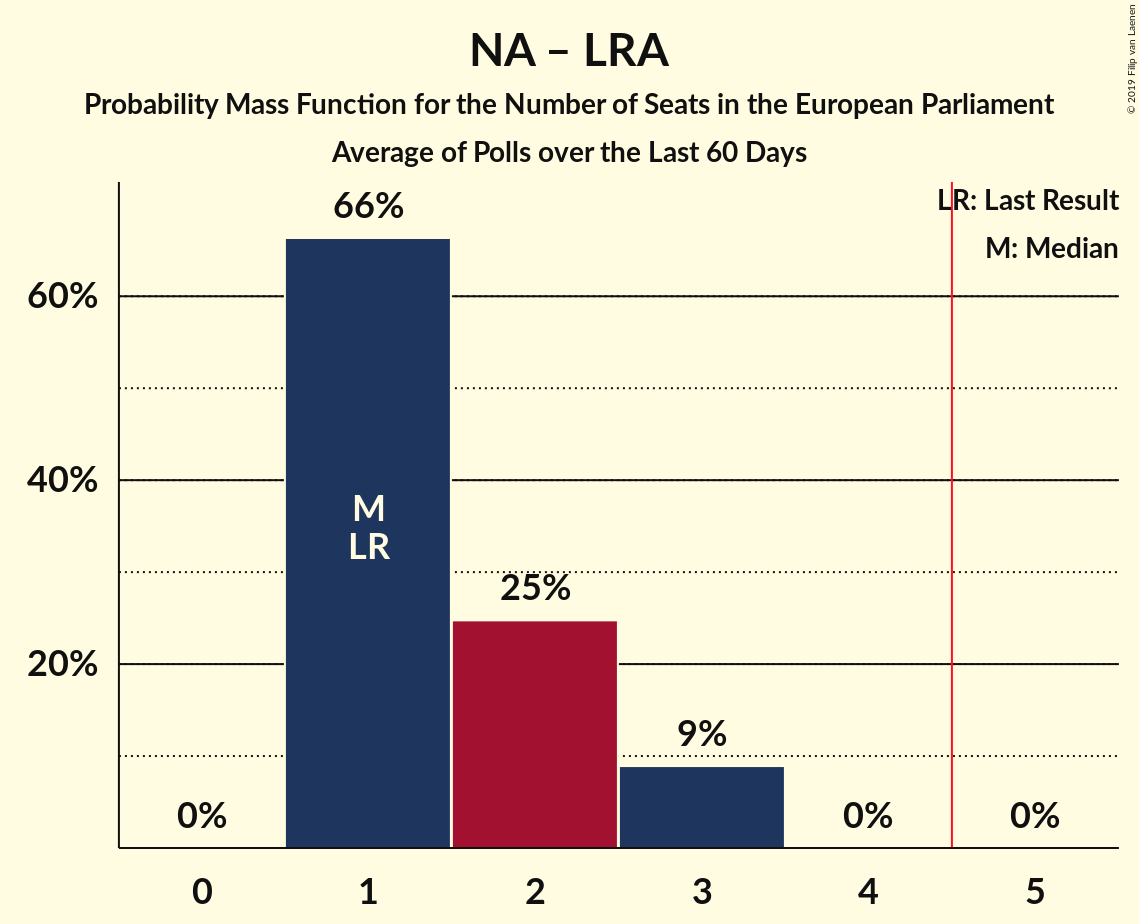 NA – LRA
Probability Mass Function for the Number of Seats in the European Parliament
Average of Polls over the Last 60 Days
© 2019 Filip van Laenen
LR: Last Result
M: Median
66%
60%
40%
20%
M
LR
25%
9%
0%
0%
0%
0
1
2
3
4
5